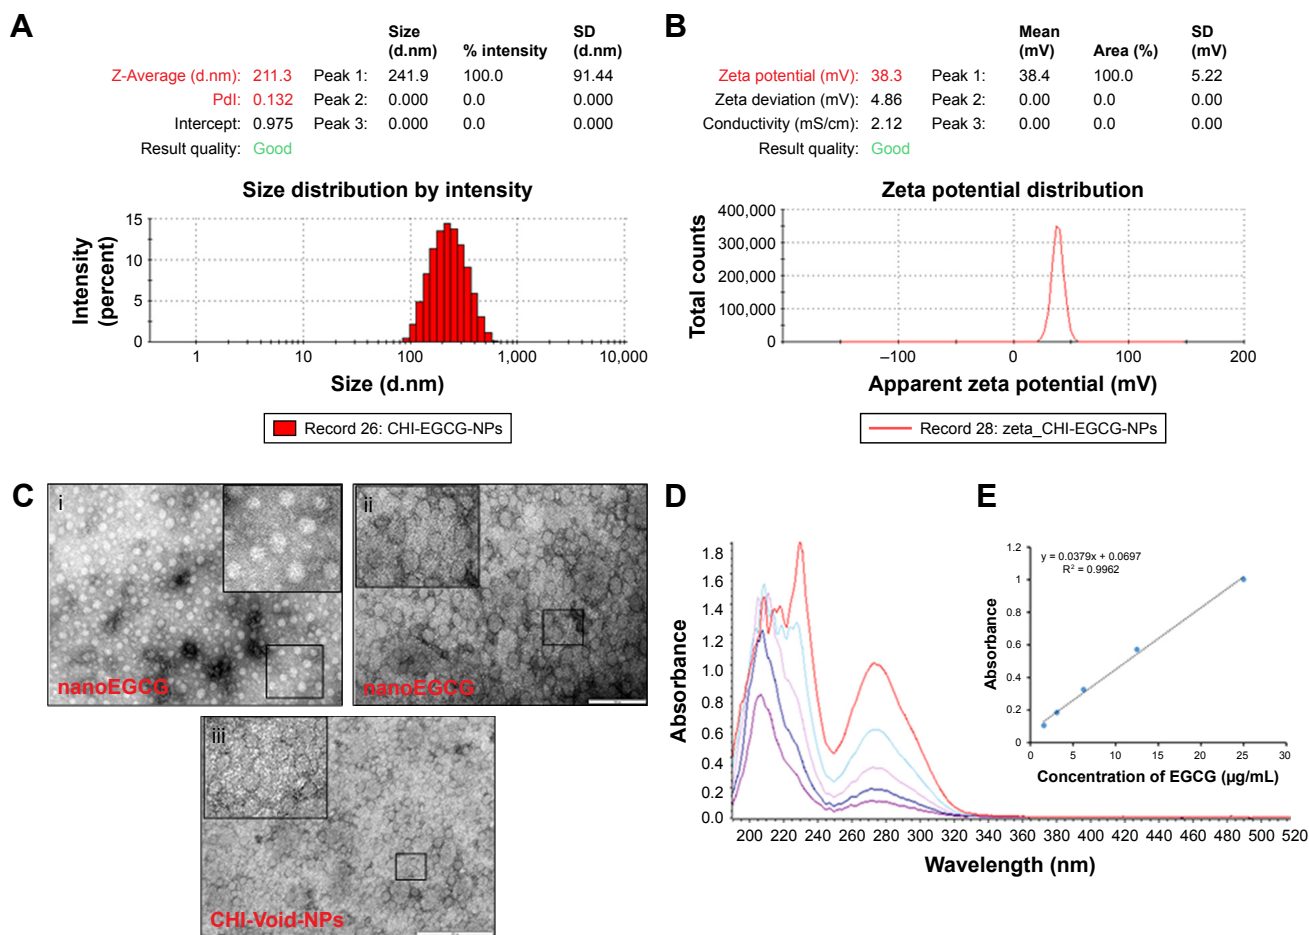 A
Size (d.nm) % intensity SD (d.nm)
Z-Average (d.nm): 211.3 Peak 1: 241.9 100.0 91.44
PdI: 0.132 Peak 2: 0.000 0.0 0.000
Intercept: 0.975 Peak 3: 0.000 0.0 0.000
Result quality: Good
Size distribution by intensity
Intensity (percent)
15
10
5
0
1 10 100 1,000 10,000
Size (d.nm)
Record 26: CHI-EGCG-NPs
B
Mean (mV) Area (%) SD (mV)
Zeta potential (mV): 38.3 Peak 1: 38.4 100.0 5.22
Zeta deviation (mV): 4.86 Peak 2: 0.00 0.0 0.00
Conductivity (mS/cm): 2.12 Peak 3: 0.00 0.0 0.00
Result quality: Good
Zeta potential distribution
Total counts
400,000
300,000
200,000
100,000
0
–100 0 100 200
Apparent zeta potential (mV)
Record 28: zeta_CHI-EGCG-NPs
C
i
nanoEGCG
ii
nanoEGCG
iii
CHI-Void-NPs
D
Absorbance
1.8
1.6
1.4
1.2
1.0
0.8
0.6
0.4
0.2
0.0
200 220 240 260 280 300 320 340 360 380 400 420 440 460 480 500 520
Wavelength (nm)
E
y = 0.0379x + 0.0697
R² = 0.9962
Absorbance
1.2
1
0.8
0.6
0.4
0.2
0
0 5 10 15 20 25 30
Concentration of EGCG (µg/mL)